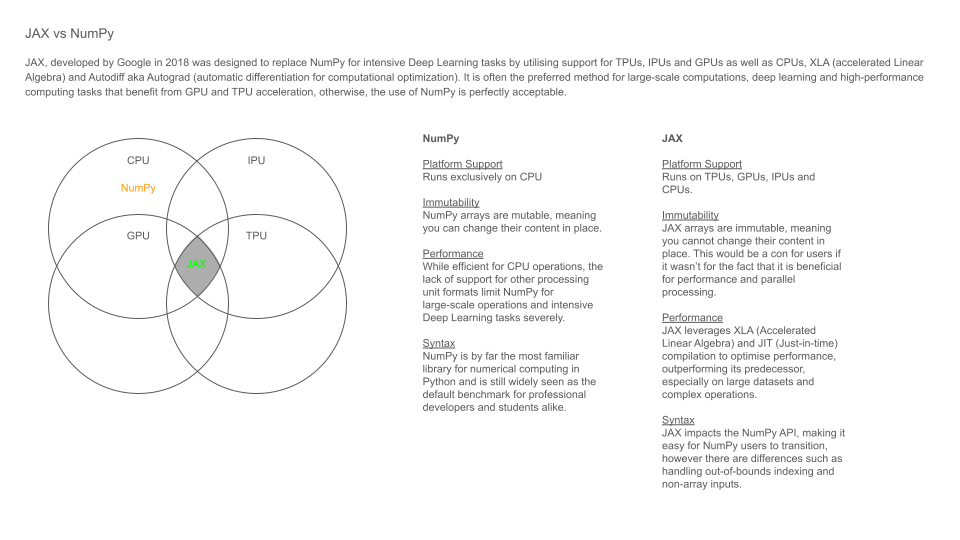 JAX vs NumPy
JAX, developed by Google in 2018 was designed to replace NumPy for intensive Deep Learning tasks by utilising support for TPUs, IPUs and GPUs as well as CPUs, XLA (accelerated Linear
Algebra) and Autodiff aka Autograd (automatic differentiation for computational optimization). It is often the preferred method for large-scale computations, deep learning and high-performance
computing tasks that benefit from GPU and TPU acceleration, otherwise, the use of NumPy is perfectly acceptable.
CPU
IPU
NumPy
GPU
TPU
JAX
NumPy
Platform Support
Runs exclusively on CPU
Immutability
NumPy arrays are mutable, meaning
you can change their content in place.
Performance
While efficient for CPU operations, the
lack of support for other processing
unit formats limit NumPy for
large-scale operations and intensive
Deep Learning tasks severely.
Syntax
NumPy is by far the most familiar
library for numerical computing in
Python and is still widely seen as the
default benchmark for professional
developers and students alike.
JAX
Platform Support
Runs on TPUs, GPUs, IPUs and
CPUs.
Immutability
JAX arrays are immutable, meaning
you cannot change their content in
place. This would be a con for users if
it wasn't for the fact that it is beneficial
for performance and parallel
processing.
Performance
JAX leverages XLA (Accelerated
Linear Algebra) and JIT (Just-in-time)
compilation to optimise performance,
outperforming its predecessor,
especially on large datasets and
complex operations.
Syntax
JAX impacts the NumPy API, making it
easy for NumPy users to transition,
however there are differences such as
handling out-of-bounds indexing and
non-array inputs.